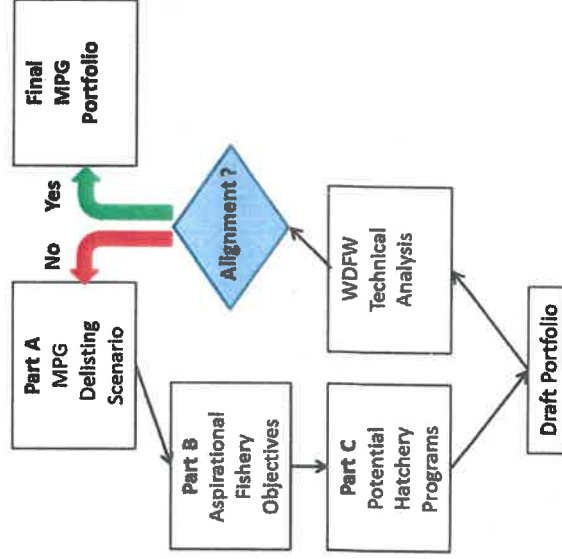 Part A
MPG
Delisting
Scenario
No
Yes
Final
MPG
Portfolio
Part B
Aspirational
Fishery
Objectives
Alignment ?
Part C
Potential
Hatchery
Programs
WDFW
Technical
Analysis
Draft Portfolio